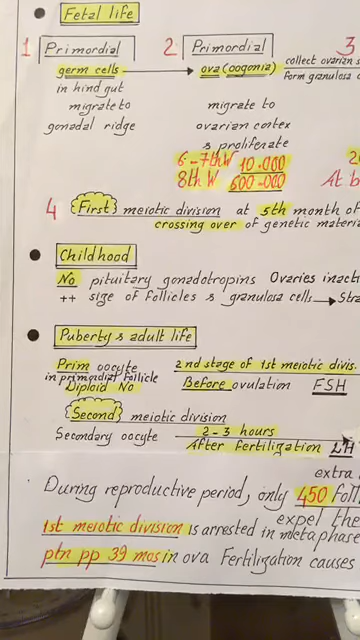 Fetal life
1 Primordial
germ cells
in hind gut
migrate to
gonadal ridge
2 Primordial
ova (oogonia)
migrate to
ovarian cortex
& proliferate
6-7th W 10.000
8th W 600-000
3
collect ovarian s
form granulosa c
At b
4 First meiotic division at 5th month of
crossing over of genetic materia
Childhood
No pituitary gonadotropins Ovaries inact
++ size of follicles & granulosa cells → Stra
Puberty & adult life
Prim oocyte 2nd stage of 1st meiotic divis.
in primordial follicle
Diploid No Before ovulation FSH
Second meiotic division
Secondary oocyte 2-3 hours
After fertilization LH
extra
During reproductive period, only 450 foll
expel the
1st meiotic division is arrested in metaphase
ptn pp 39 mos in ova Fertilization causes